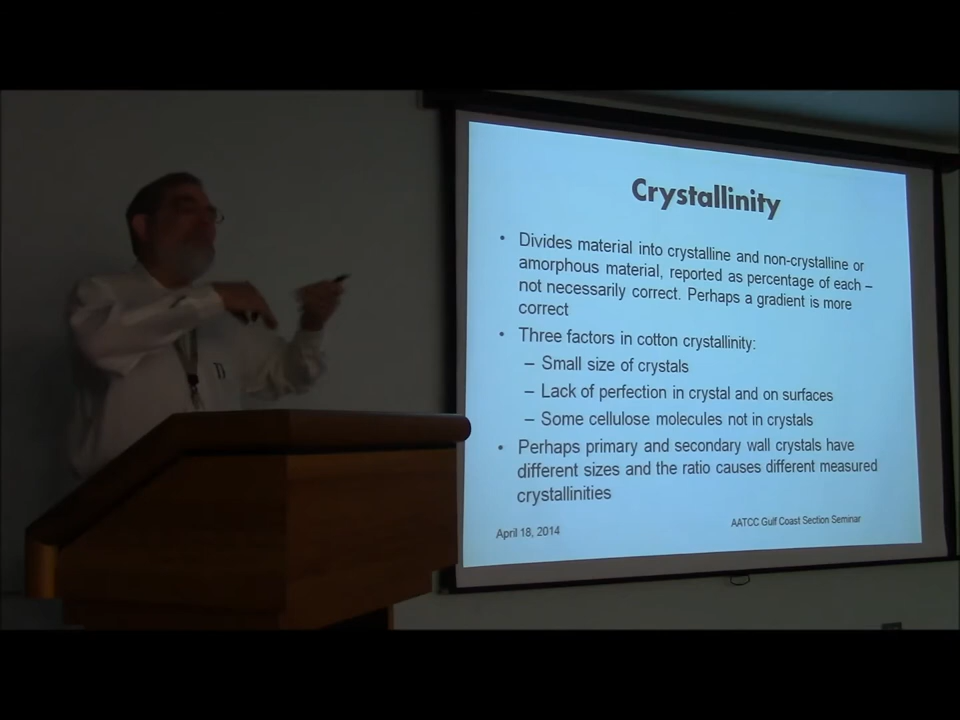 Crystallinity
• Divides material into crystalline and non-crystalline or
amorphous material, reported as percentage of each –
not necessarily correct. Perhaps a gradient is more
correct
• Three factors in cotton crystallinity:
– Small size of crystals
– Lack of perfection in crystal and on surfaces
– Some cellulose molecules not in crystals
• Perhaps primary and secondary wall crystals have
different sizes and the ratio causes different measured
crystallinities
April 18, 2014
AATCC Gulf Coast Section Seminar